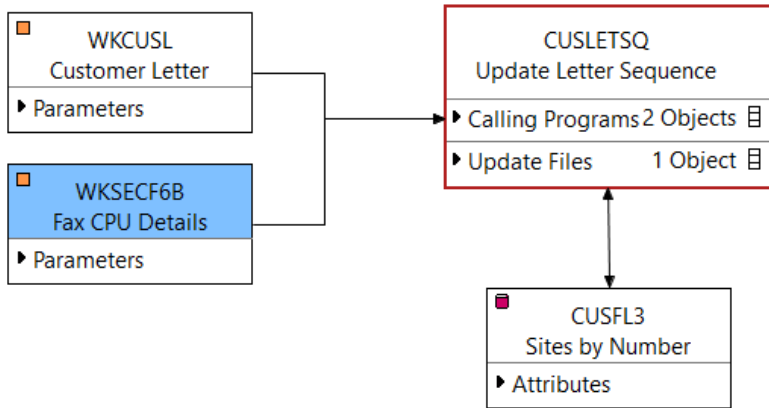 WKCUSL
Customer Letter
Parameters
WKSECF6B
Fax CPU Details
Parameters
CUSLETSQ
Update Letter Sequence
Calling Programs 2 Objects
Update Files 1 Object
CUSFL3
Sites by Number
Attributes